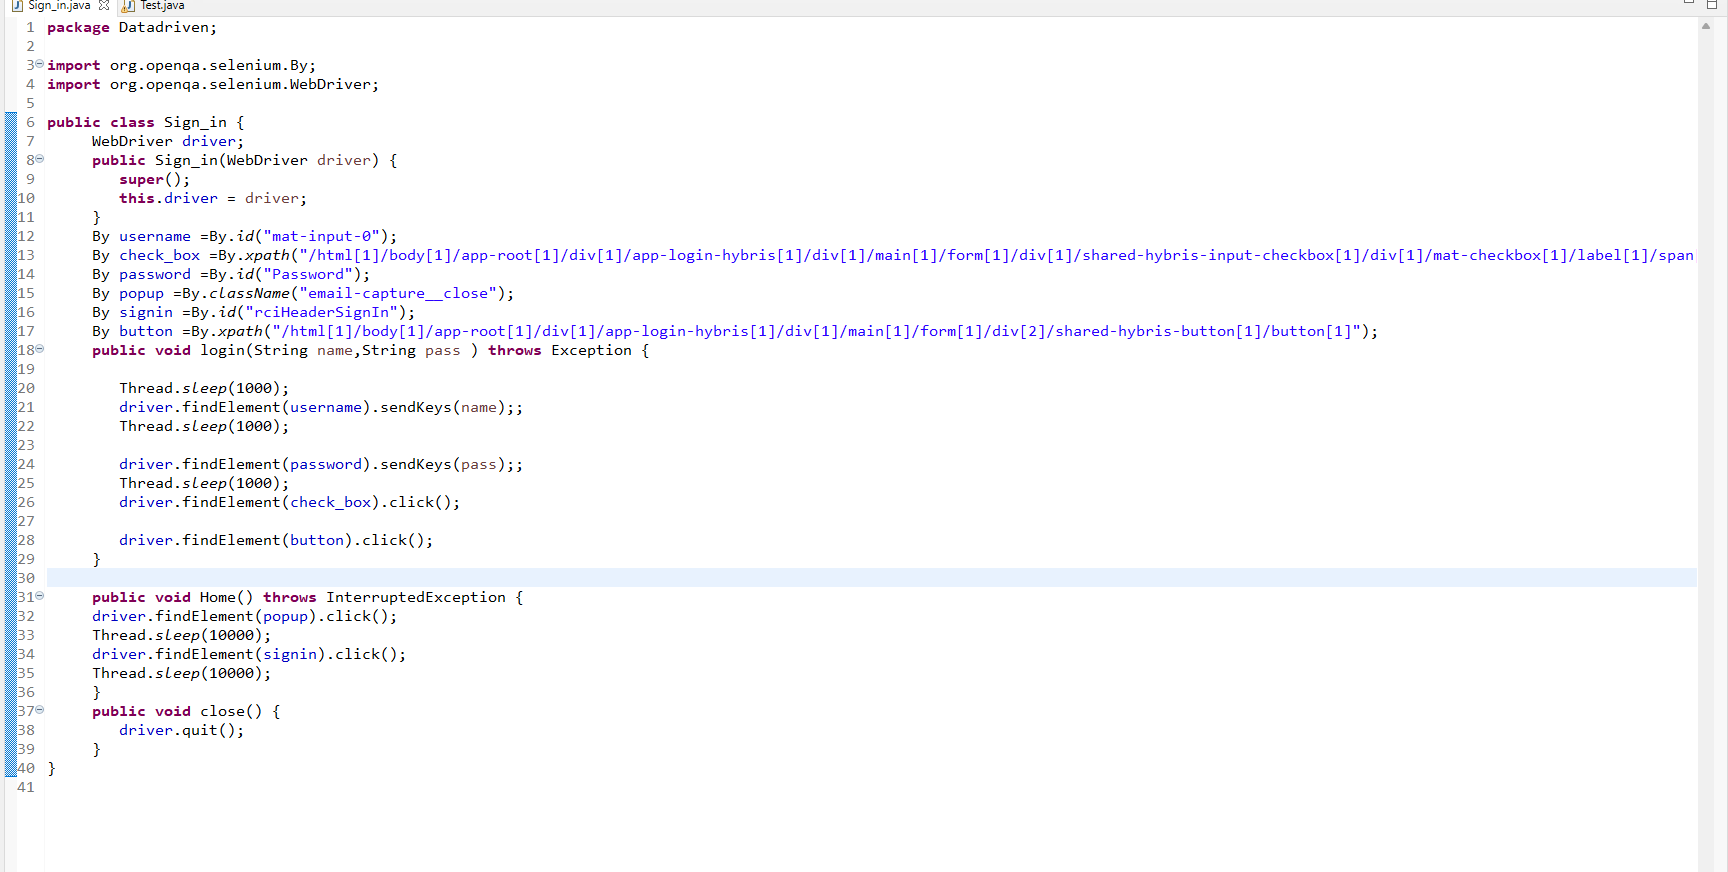 Sign_in.java Test.java
1 package Datadriven;
2
3 import org.openqa.selenium.By;
4 import org.openqa.selenium.WebDriver;
5
6 public class Sign_in {
7 WebDriver driver;
8 public Sign_in(WebDriver driver) {
9 super();
10 this.driver = driver;
11 }
12 By username =By.id("mat-input-0");
13 By check_box =By.xpath("/html[1]/body[1]/app-root[1]/div[1]/app-login-hybris[1]/div[1]/main[1]/form[1]/div[1]/shared-hybris-input-checkbox[1]/div[1]/mat-checkbox[1]/label[1]/span
14 By password =By.id("Password");
15 By popup =By.className("email-capture__close");
16 By signin =By.id("rciHeaderSignIn");
17 By button =By.xpath("/html[1]/body[1]/app-root[1]/div[1]/app-login-hybris[1]/div[1]/main[1]/form[1]/div[2]/shared-hybris-button[1]/button[1]");
18 public void login(String name,String pass ) throws Exception {
19
20 Thread.sleep(1000);
21 driver.findElement(username).sendKeys(name);;
22 Thread.sleep(1000);
23
24 driver.findElement(password).sendKeys(pass);;
25 Thread.sleep(1000);
26 driver.findElement(check_box).click();
27
28 driver.findElement(button).click();
29 }
30
31 public void Home() throws InterruptedException {
32 driver.findElement(popup).click();
33 Thread.sleep(10000);
34 driver.findElement(signin).click();
35 Thread.sleep(10000);
36 }
37 public void close() {
38 driver.quit();
39 }
40 }
41